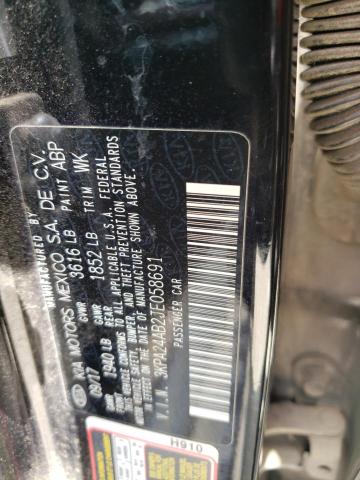 MANUFACTURED BY
KIA MOTORS MEXICO S.A. DE C.V.
09/17 GVWR 3616 LB PAINT ABP
GAWR FRT 1940 LB GAWR REAR 1852 LB TRIM WK
THIS VEHICLE CONFORMS TO ALL APPLICABLE U.S.A. FEDERAL
MOTOR VEHICLE SAFETY, BUMPER, AND THEFT PREVENTION STANDARDS
IN EFFECT ON THE DATE OF MANUFACTURE SHOWN ABOVE.
V.I.N. 3KPA24AB2JE058691
PASSENGER CAR
H910